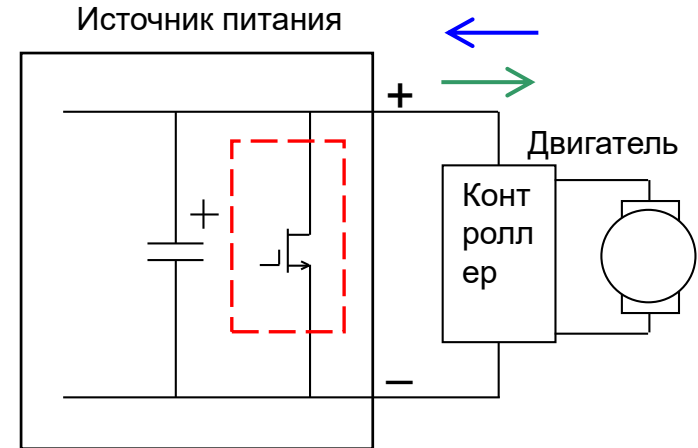 Источник питания
+
Двигатель
+
Конт
ролл
ер
−